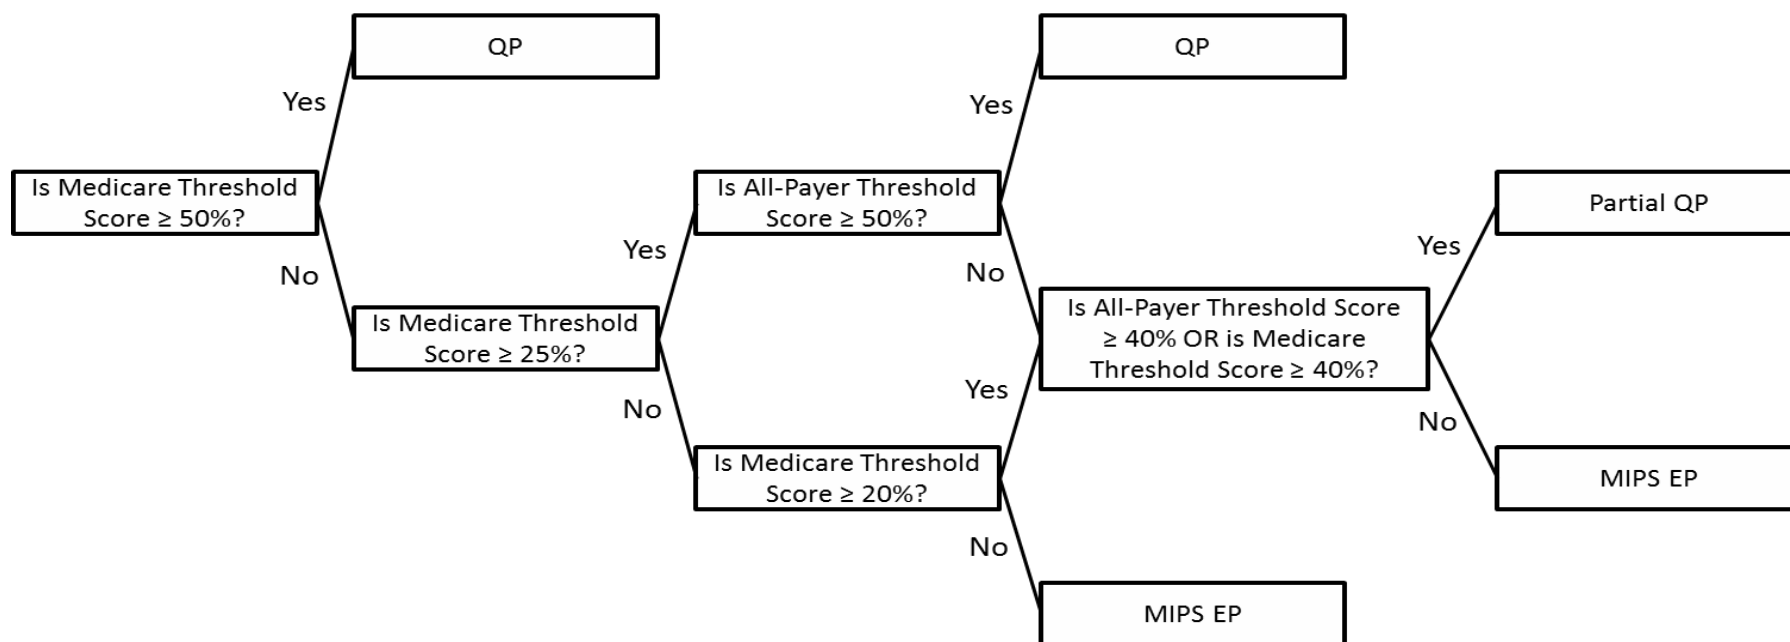 QP
QP
Yes
Yes
Is Medicare Threshold
Score ≥ 50%?
Is All-Payer Threshold
Score ≥ 50%?
Partial QP
Yes
Yes
No
No
Is Medicare Threshold
Score ≥ 25%?
Is All-Payer Threshold Score
≥ 40% OR is Medicare
Threshold Score ≥ 40%?
No
Yes
No
Is Medicare Threshold
Score ≥ 20%?
MIPS EP
No
MIPS EP